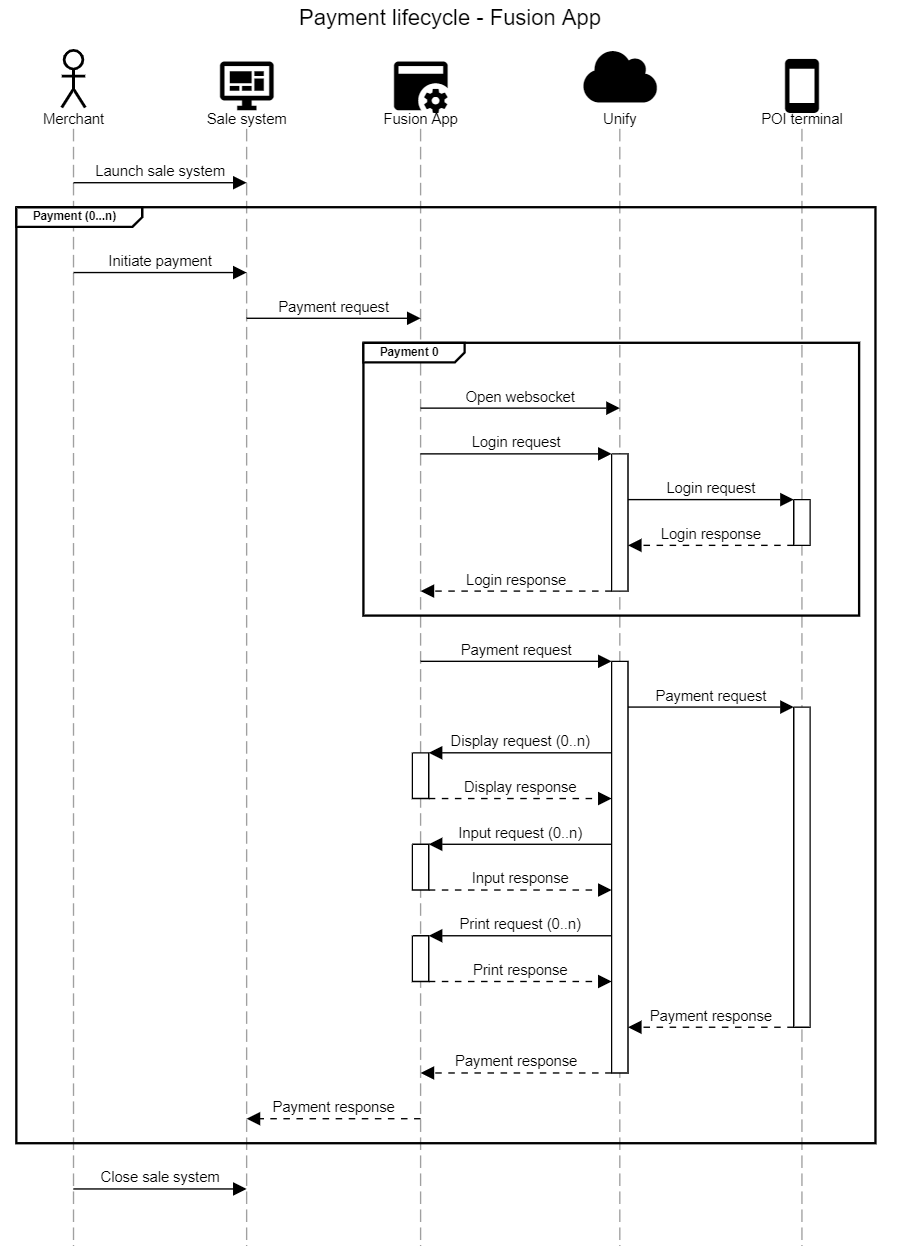 Payment lifecycle - Fusion App
Merchant
Sale system
Fusion App
Unify
POI terminal
Launch sale system
Payment (0...n)
Initiate payment
Payment request
Payment 0
Open websocket
Login request
Login request
Login response
Login response
Payment request
Payment request
Display request (0..n)
Display response
Input request (0..n)
Input response
Print request (0..n)
Print response
Payment response
Payment response
Payment response
Close sale system